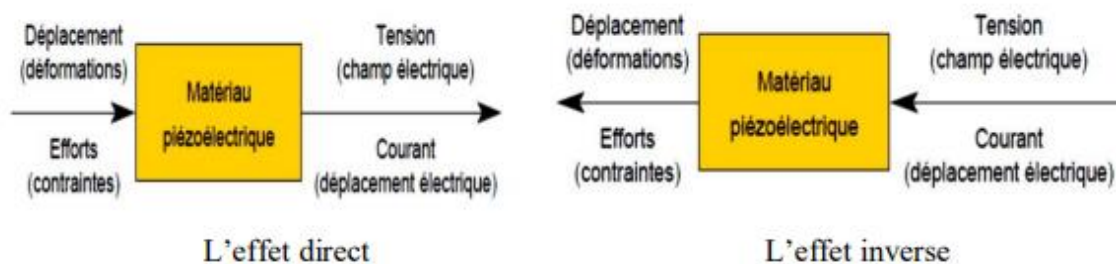 Déplacement
(déformations)
Efforts
(contraintes)
Matériau
piézoélectrique
Tension
(champ électrique)
Courant
(déplacement électrique)
L'effet direct
Déplacement
(déformations)
Efforts
(contraintes)
Matériau
piézoélectrique
Tension
(champ électrique)
Courant
(déplacement électrique)
L'effet inverse